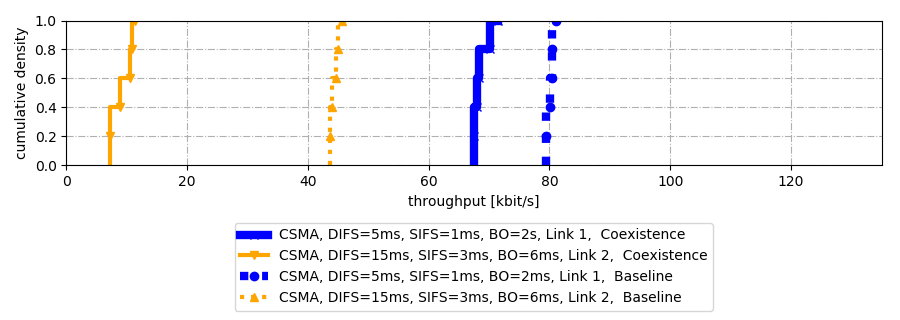 1.0
0.8
0.6
0.4
0.2
0.0
cumulative density
0 20 40 60 80 100 120
throughput [kbit/s]
CSMA, DIFS=5ms, SIFS=1ms, BO=2s, Link 1,  Coexistence
CSMA, DIFS=15ms, SIFS=3ms, BO=6ms, Link 2,  Coexistence
CSMA, DIFS=5ms, SIFS=1ms, BO=2ms, Link 1,  Baseline
CSMA, DIFS=15ms, SIFS=3ms, BO=6ms, Link 2,  Baseline